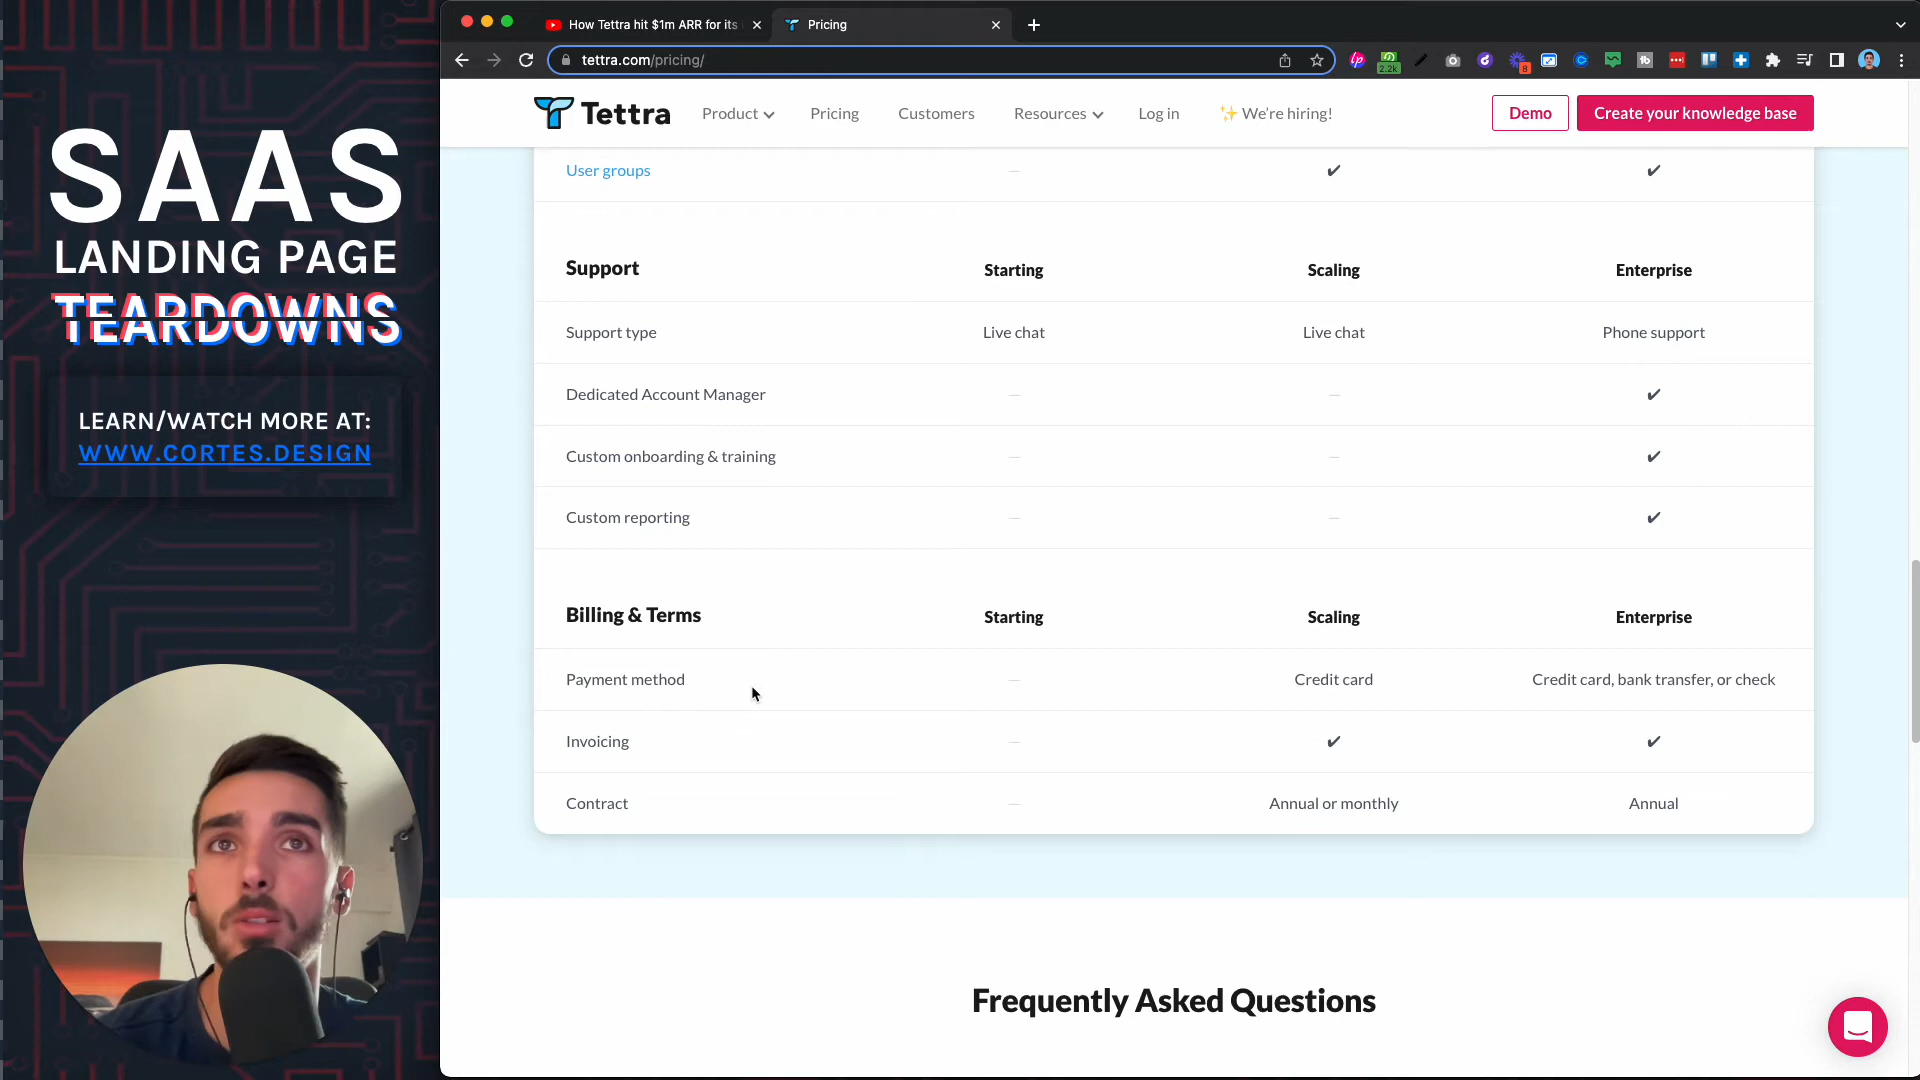 SAAS
LANDING PAGE
TEARDOWNS
LEARN/WATCH MORE AT:
WWW.CORTES.DESIGN
How Tettra hit $1m ARR for its
Pricing
tettra.com/pricing/
2.2k
8
Tettra
Product
Pricing
Customers
Resources
Log in
✨ We're hiring!
Demo
Create your knowledge base
User groups ✔ ✔
Support Starting Scaling Enterprise
Support type Live chat Live chat Phone support
Dedicated Account Manager — — ✔
Custom onboarding & training — — ✔
Custom reporting — — ✔
Billing & Terms Starting Scaling Enterprise
Payment method — Credit card Credit card, bank transfer, or check
Invoicing — ✔ ✔
Contract — Annual or monthly Annual
Frequently Asked Questions